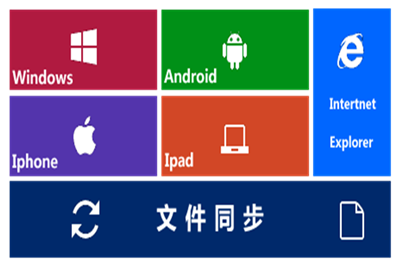 Windows
Android
Intertnet
Explorer
Iphone
Ipad
文件同步